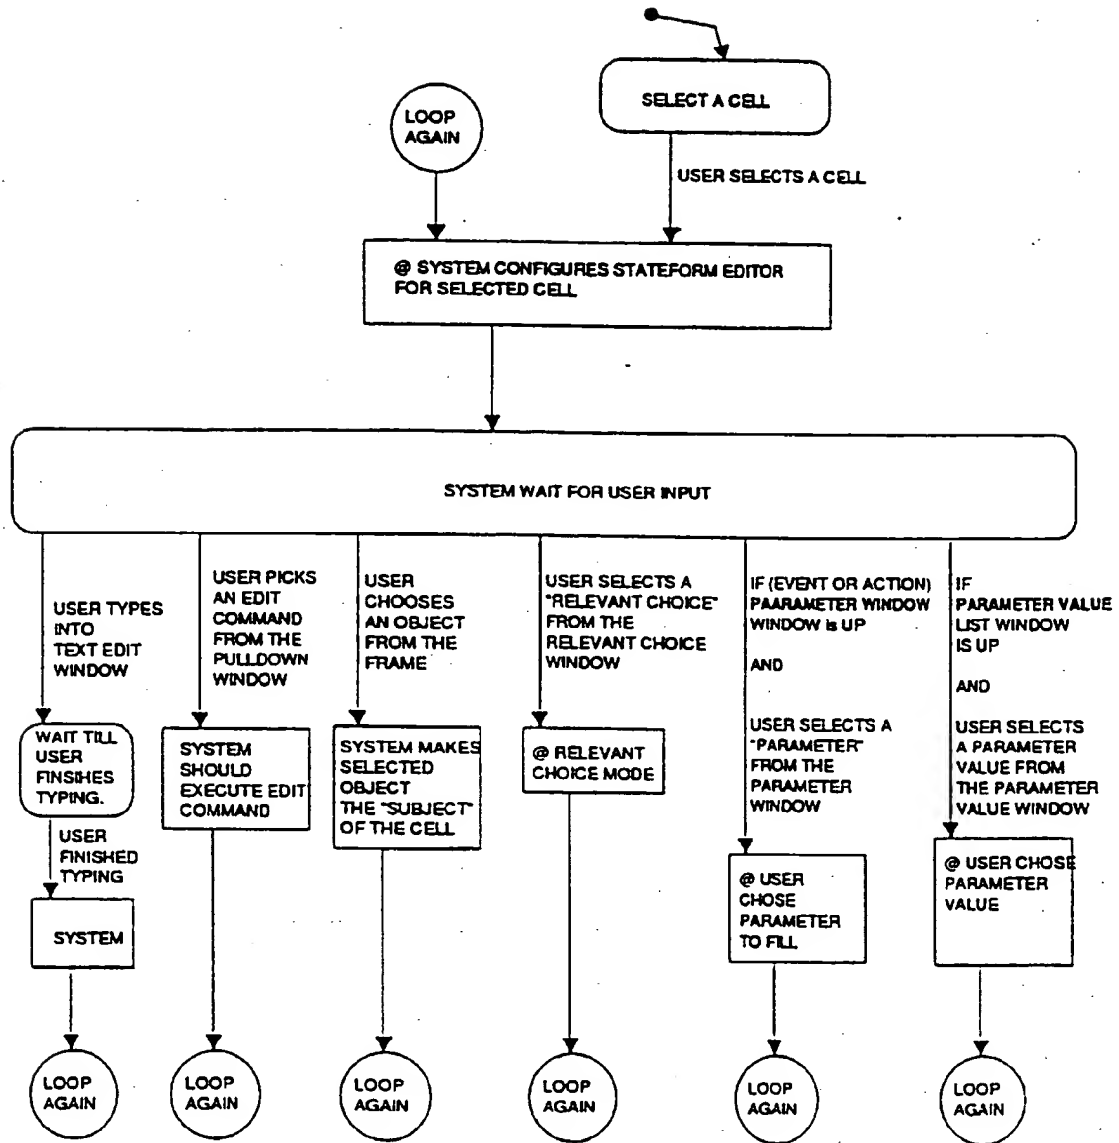 SELECT A CELL
LOOP
AGAIN
USER SELECTS A CELL
@ SYSTEM CONFIGURES STATEFORM EDITOR
FOR SELECTED CELL
SYSTEM WAIT FOR USER INPUT
USER TYPES
INTO
TEXT EDIT
WINDOW
WAIT TILL
USER
FINSIHES
TYPING.
USER
FINISHED
TYPING
SYSTEM
LOOP
AGAIN
USER PICKS
AN EDIT
COMMAND
FROM THE
PULLDOWN
WINDOW
SYSTEM
SHOULD
EXECUTE EDIT
COMMAND
LOOP
AGAIN
USER
CHOOSES
AN OBJECT
FROM THE
FRAME
SYSTEM MAKES
SELECTED
OBJECT
THE "SUBJECT"
OF THE CELL
LOOP
AGAIN
USER SELECTS A
"RELEVANT CHOICE"
FROM THE
RELEVANT CHOICE
WINDOW
@ RELEVANT
CHOICE MODE
LOOP
AGAIN
IF (EVENT OR ACTION)
PAARAMETER WINDOW
WINDOW is UP
AND
USER SELECTS A
"PARAMETER"
FROM THE
PARAMETER
WINDOW
@ USER
CHOSE
PARAMETER
TO FILL
LOOP
AGAIN
IF
PARAMETER VALUE
LIST WINDOW
IS UP
AND
USER SELECTS
A PARAMETER
VALUE FROM
THE PARAMETER
VALUE WINDOW
@ USER CHOSE
PARAMETER
VALUE
LOOP
AGAIN